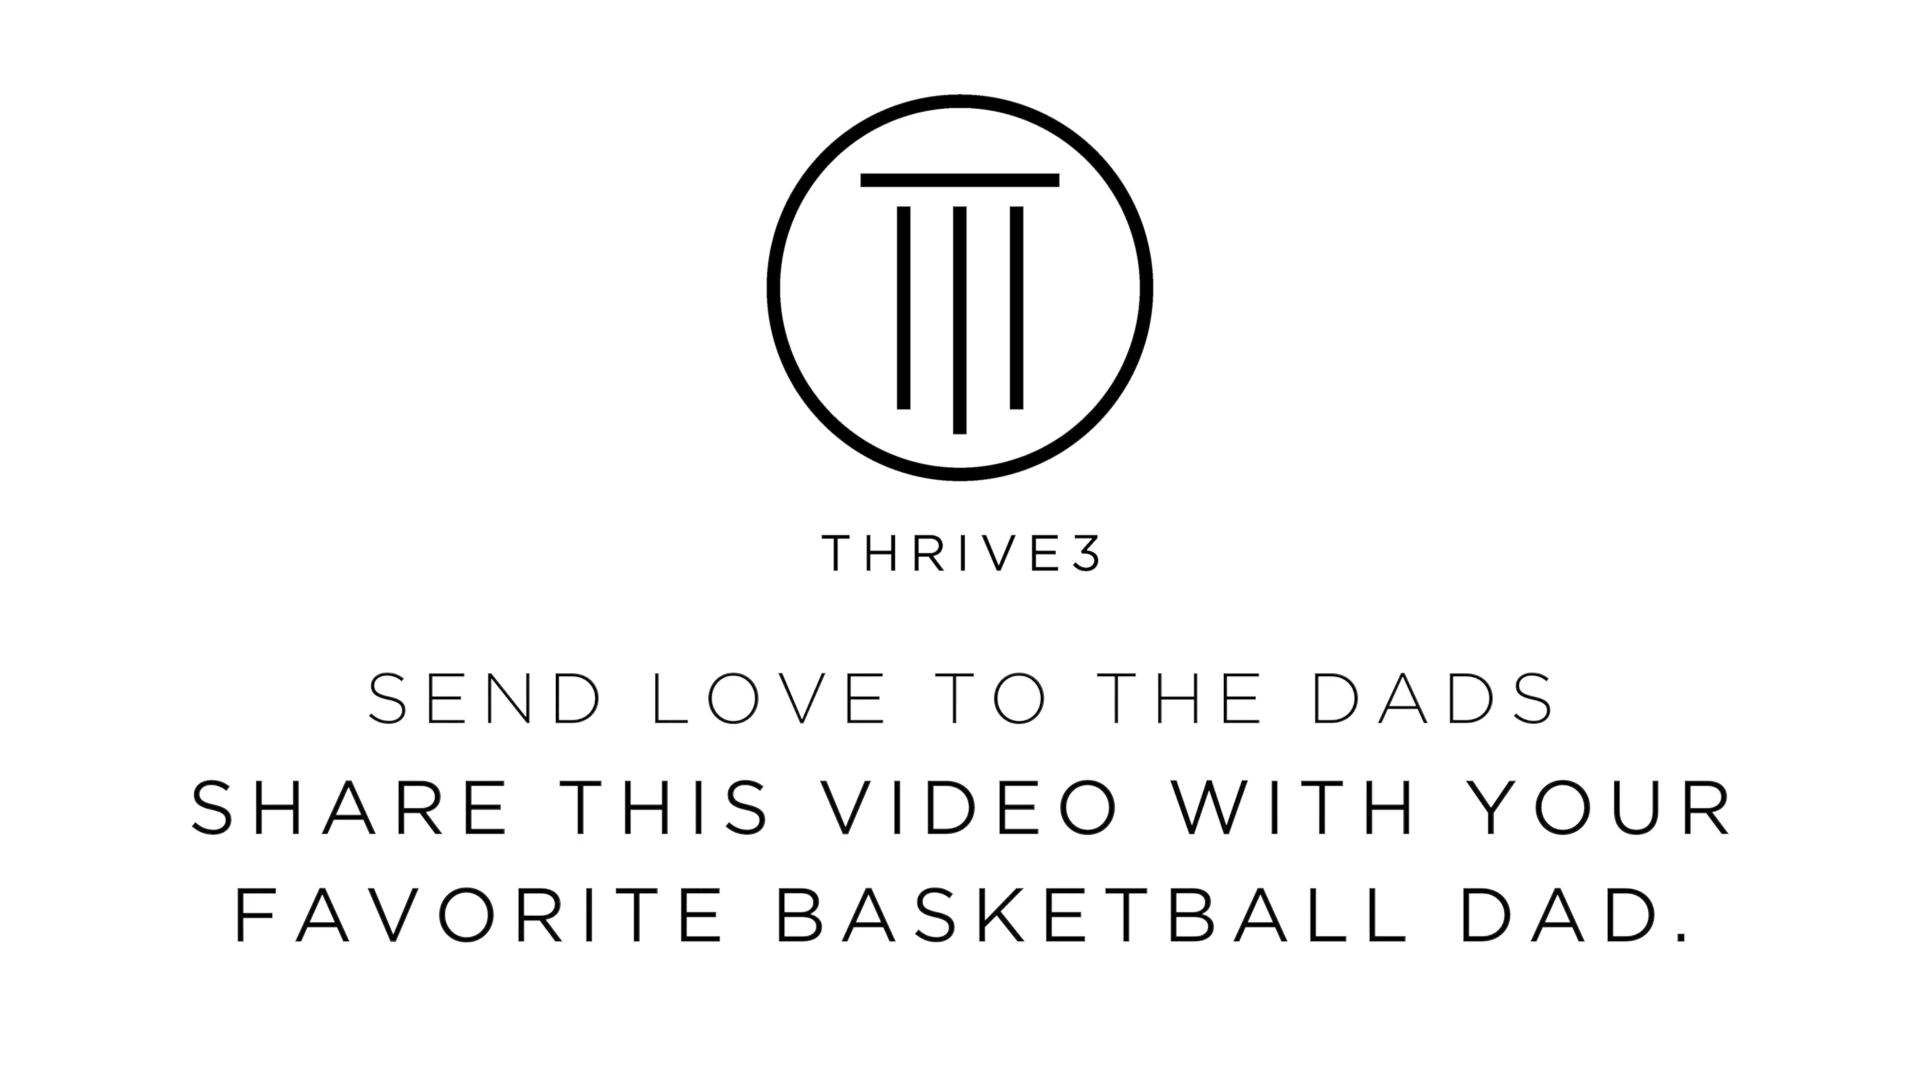 THRIVE3
SEND LOVE TO THE DADS
SHARE THIS VIDEO WITH YOUR
FAVORITE BASKETBALL DAD.